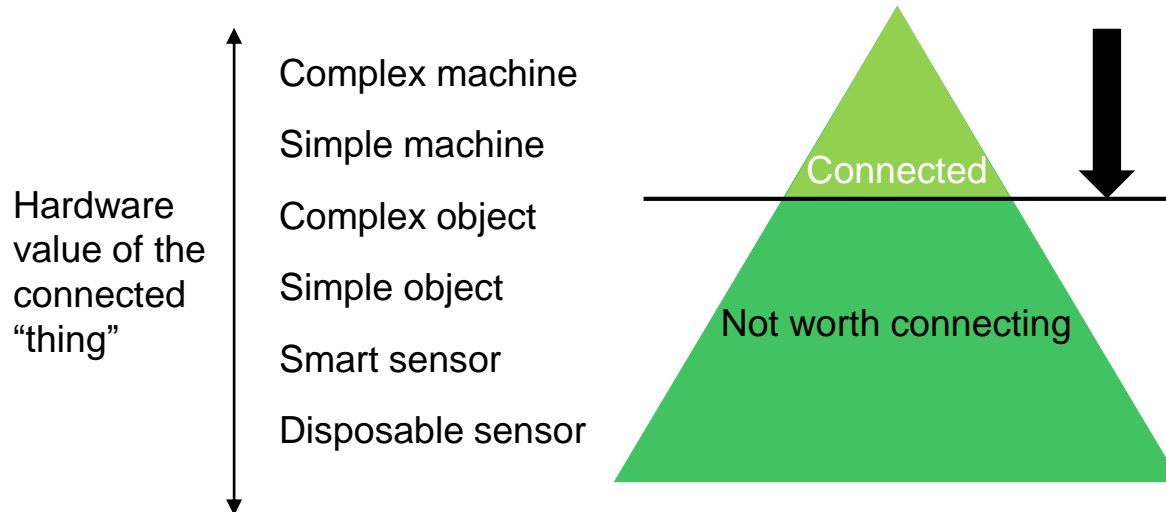 Complex machine
Simple machine
Connected
Hardware
value of the
connected
“thing”
Complex object
Simple object
Not worth connecting
Smart sensor
Disposable sensor